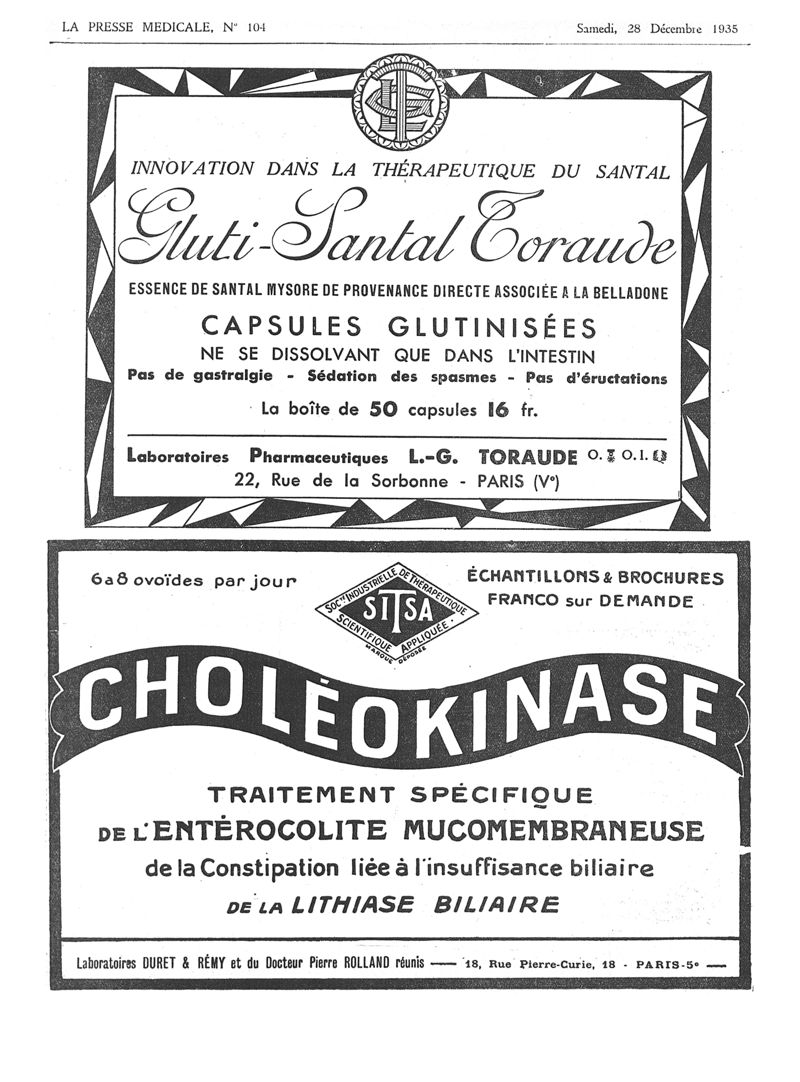 LA PRESSE MEDICALE, N° 104
Samedi, 28 Décembre 1935
INNOVATION DANS LA THÉRAPEUTIQUE DU SANTAL
Gluti-Santal Toraude
ESSENCE DE SANTAL MYSORE DE PROVENANCE DIRECTE ASSOCIÉE A LA BELLADONE
CAPSULES GLUTINISÉES
NE SE DISSOLVANT QUE DANS L'INTESTIN
Pas de gastralgie - Sédation des spasmes - Pas d'éructations
La boîte de 50 capsules 16 fr.
Laboratoires Pharmaceutiques L.-G. TORAUDE O. O.I.
22, Rue de la Sorbonne - PARIS (V°)
6 a 8 ovoïdes par jour
SOC.TÉ INDUSTRIELLE DE THÉRAPEUTIQUE
SITSA
SCIENTIFIQUE APPLIQUÉE
MARQUE DÉPOSÉE
ÉCHANTILLONS & BROCHURES
FRANCO sur DEMANDE
CHOLÉOKINASE
TRAITEMENT SPÉCIFIQUE
DE L'ENTÉROCOLITE MUCOMEMBRANEUSE
de la Constipation liée à l'insuffisance biliaire
DE LA LITHIASE BILIAIRE
Laboratoires DURET & RÉMY et du Docteur Pierre ROLLAND réunis — 18, Rue Pierre-Curie, 18 - PARIS-5e —